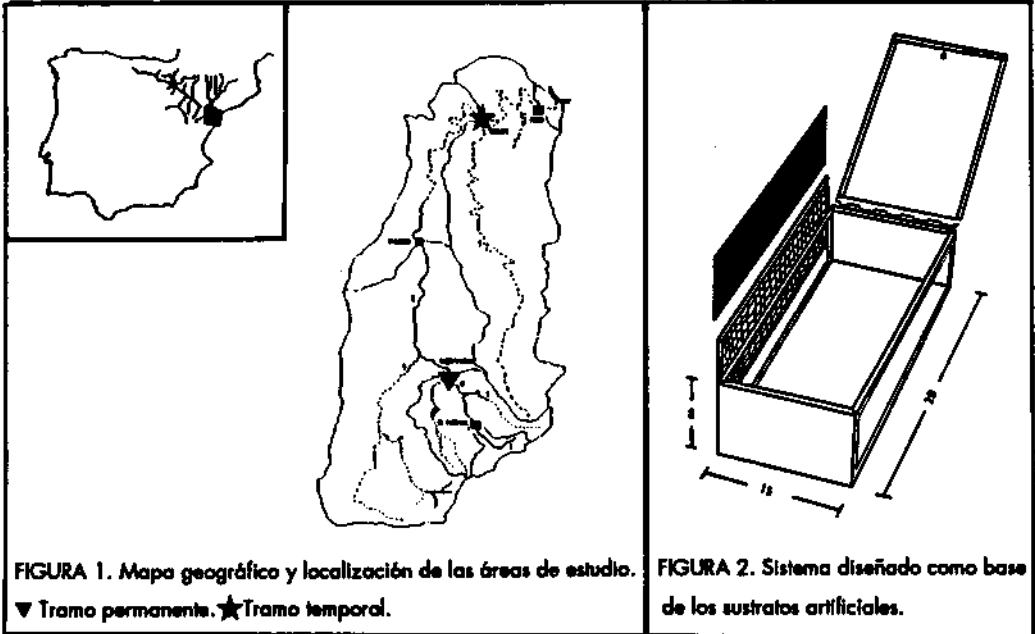 FIGURA 1. Mapa geográfico y localización de las áreas de estudio.
▼ Tramo permanente. ★ Tramo temporal.
15
FIGURA 2. Sistema diseñado como base
de los sustratos artificiales.